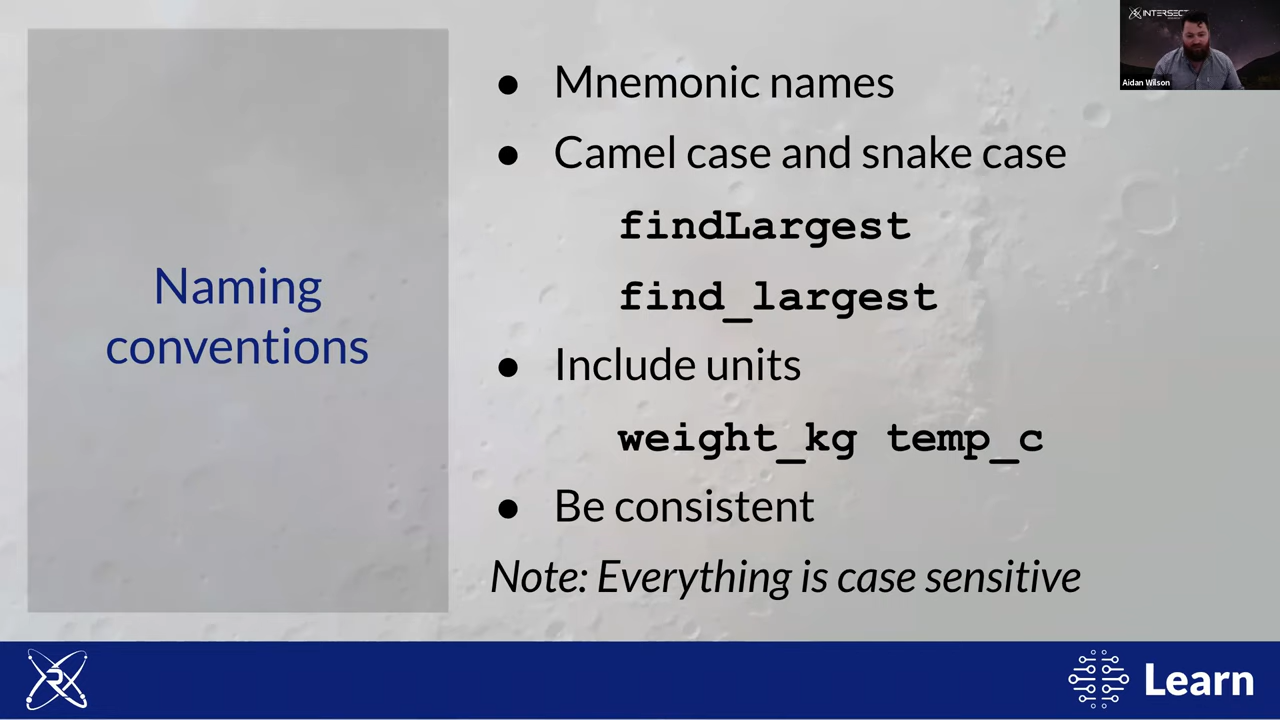 INTERSECT
Aidan Wilson
Naming
conventions
● Mnemonic names
● Camel case and snake case
findLargest
find_largest
● Include units
weight_kg temp_c
● Be consistent
Note: Everything is case sensitive
Learn